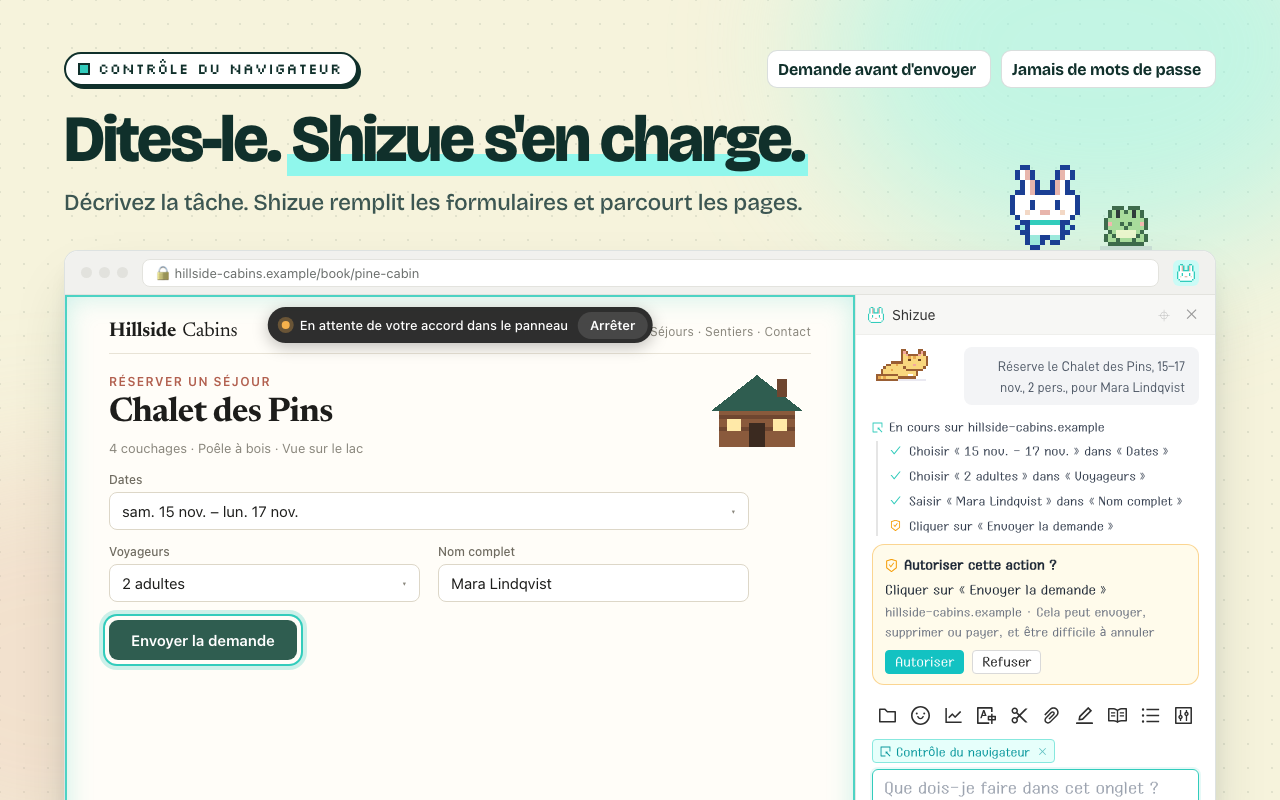 CONTRÔLE DU NAVIGATEUR
Demande avant d'envoyer
Jamais de mots de passe
Dites-le. Shizue s'en charge.
Décrivez la tâche. Shizue remplit les formulaires et parcourt les pages.
hillside-cabins.example/book/pine-cabin
Hillside Cabins
En attente de votre accord dans le panneau
Arrêter
Séjours · Sentiers · Contact
RÉSERVER UN SÉJOUR
Chalet des Pins
4 couchages · Poêle à bois · Vue sur le lac
Dates
sam. 15 nov. – lun. 17 nov.
Voyageurs
Nom complet
2 adultes
Mara Lindqvist
Envoyer la demande
Shizue
Réserve le Chalet des Pins, 15–17
nov., 2 pers., pour Mara Lindqvist
En cours sur hillside-cabins.example
Choisir « 15 nov. – 17 nov. » dans « Dates »
Choisir « 2 adultes » dans « Voyageurs »
Saisir « Mara Lindqvist » dans « Nom complet »
Cliquer sur « Envoyer la demande »
Autoriser cette action ?
Cliquer sur « Envoyer la demande »
hillside-cabins.example · Cela peut envoyer,
supprimer ou payer, et être difficile à annuler
Autoriser
Refuser
Contrôle du navigateur
Que dois-je faire dans cet onglet ?